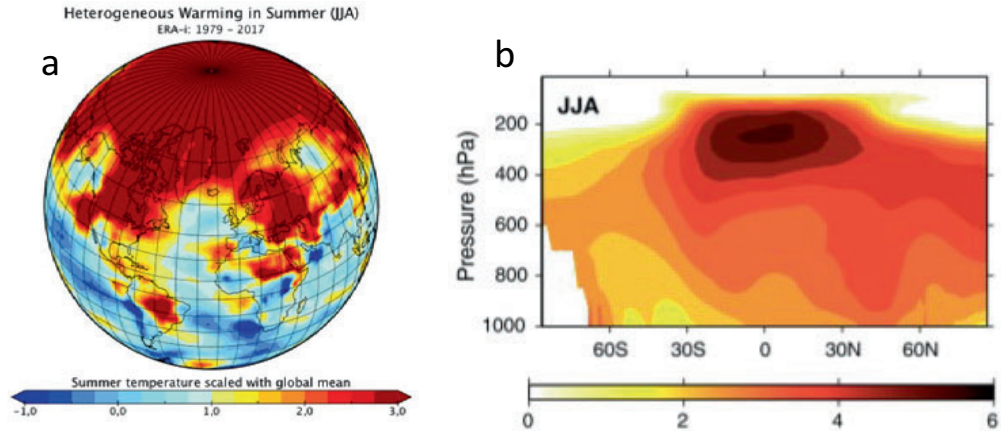 Heterogeneous Warming in Summer (JJA)
ERA-i: 1979 – 2017
a
Summer temperature scaled with global mean
-1,0 0,0 1,0 2,0 3,0
b
JJA
Pressure (hPa)
200
400
600
800
1000
60S 30S 0 30N 60N
0 2 4 6